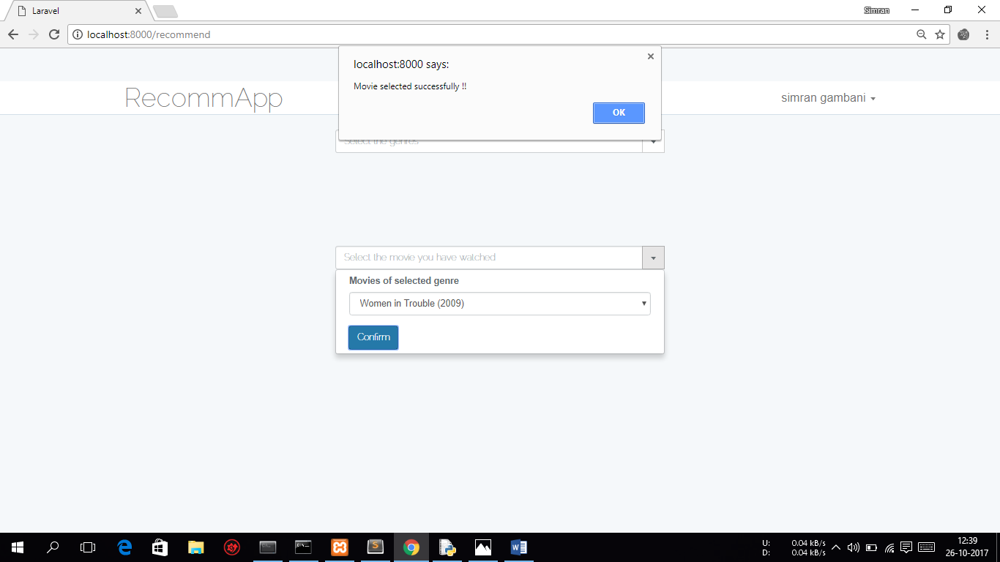 Laravel
Simran
localhost:8000/recommend
localhost:8000 says:
Movie selected successfully !!
OK
RecommApp
simran gambani
Select the genres
Select the movie you have watched
Movies of selected genre
Women in Trouble (2009)
Confirm
U: 0.04 kB/s
D: 0.04 kB/s
12:39
26-10-2017